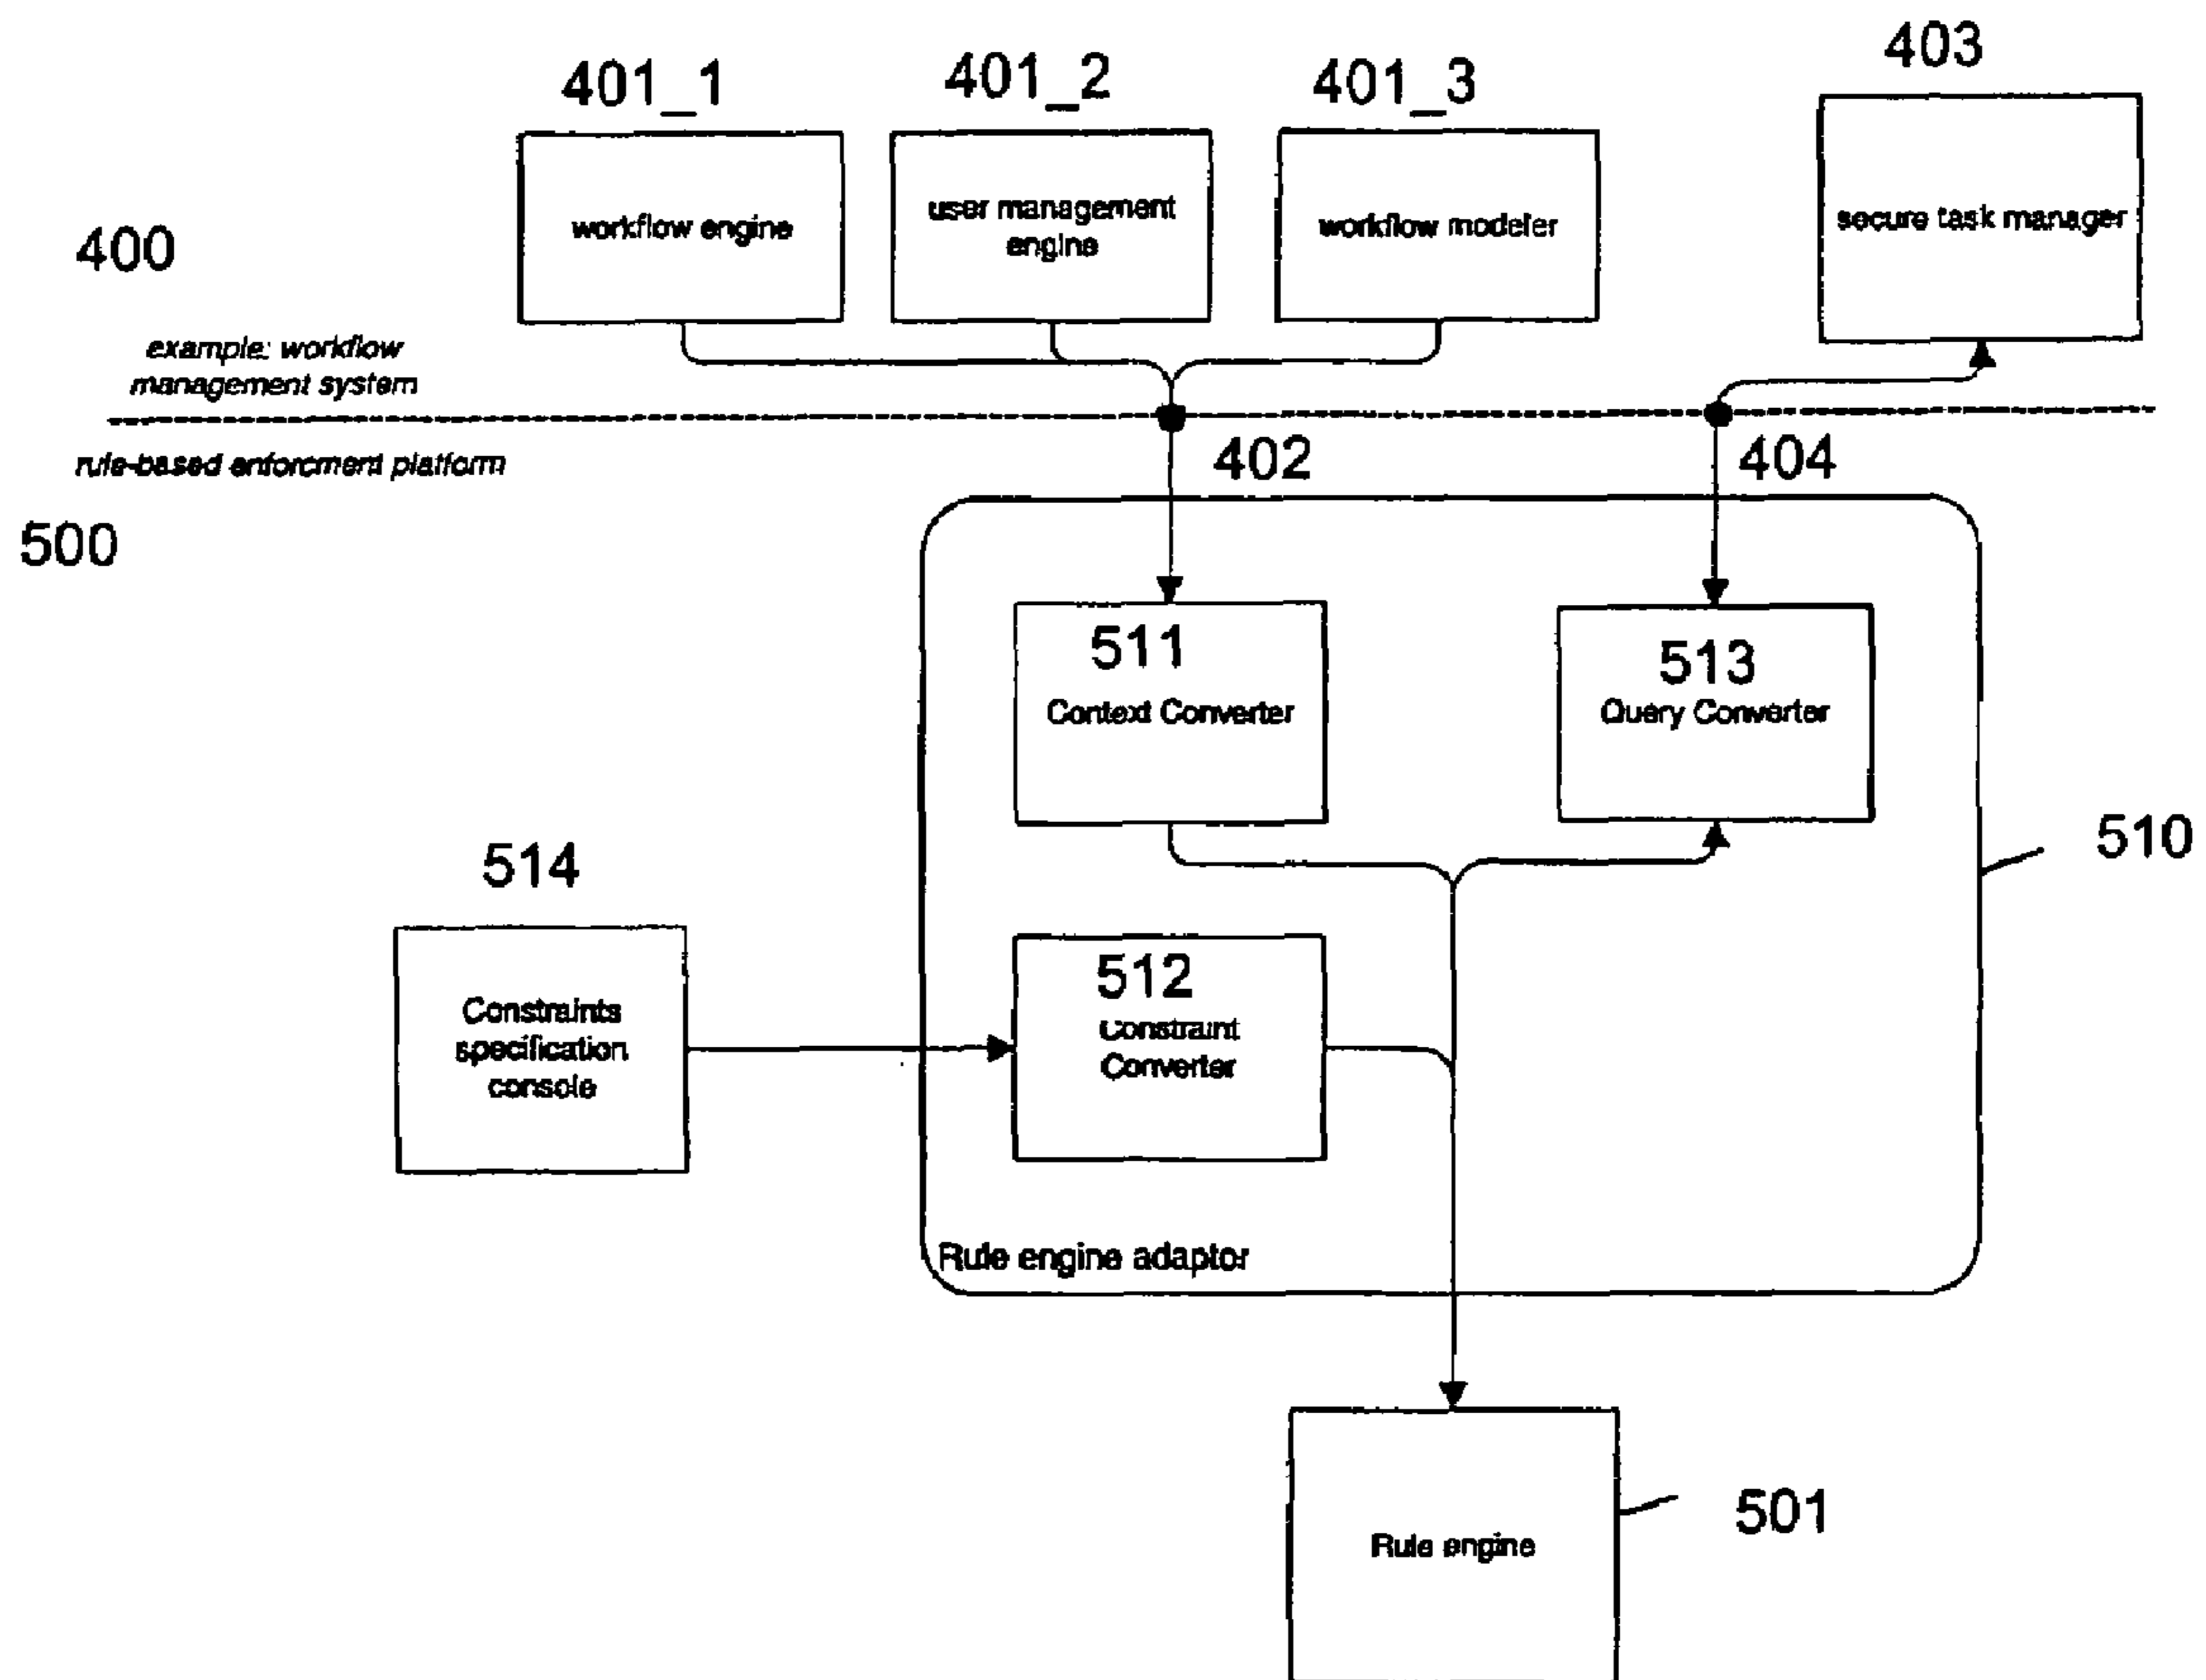 403
401_1
401_2
401_3
workflow engine
user management
engine
workflow modeler
secure task manager
400
example: workflow
management system
rule-based enforcment platform
402
404
500
511
Context Converter
513
Query Converter
510
514
Constraints
specification
console
512
Constraint
Converter
Rule engine adaptor
501
Rule engine